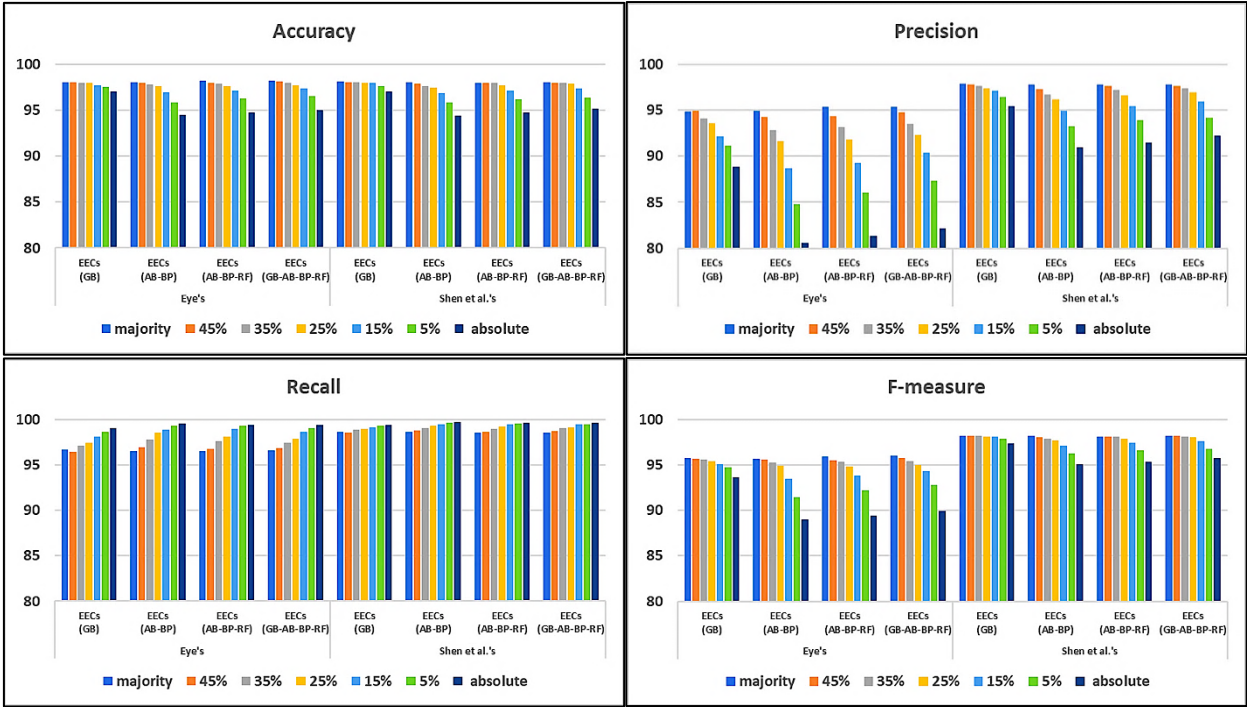 Accuracy
100
95
90
85
80
EECs EECs EECs EECs EECs EECs EECs EECs
(GB) (AB-BP) (AB-BP-RF) (GB-AB-BP-RF) (GB) (AB-BP) (AB-BP-RF) (GB-AB-BP-RF)
Eye's Shen et al.'s
majority 45% 35% 25% 15% 5% absolute
Precision
100
95
90
85
80
EECs EECs EECs EECs EECs EECs EECs EECs
(GB) (AB-BP) (AB-BP-RF) (GB-AB-BP-RF) (GB) (AB-BP) (AB-BP-RF) (GB-AB-BP-RF)
Eye's Shen et al.'s
majority 45% 35% 25% 15% 5% absolute
Recall
100
95
90
85
80
EECs EECs EECs EECs EECs EECs EECs EECs
(GB) (AB-BP) (AB-BP-RF) (GB-AB-BP-RF) (GB) (AB-BP) (AB-BP-RF) (GB-AB-BP-RF)
Eye's Shen et al.'s
majority 45% 35% 25% 15% 5% absolute
F-measure
100
95
90
85
80
EECs EECs EECs EECs EECs EECs EECs EECs
(GB) (AB-BP) (AB-BP-RF) (GB-AB-BP-RF) (GB) (AB-BP) (AB-BP-RF) (GB-AB-BP-RF)
Eye's Shen et al.'s
majority 45% 35% 25% 15% 5% absolute